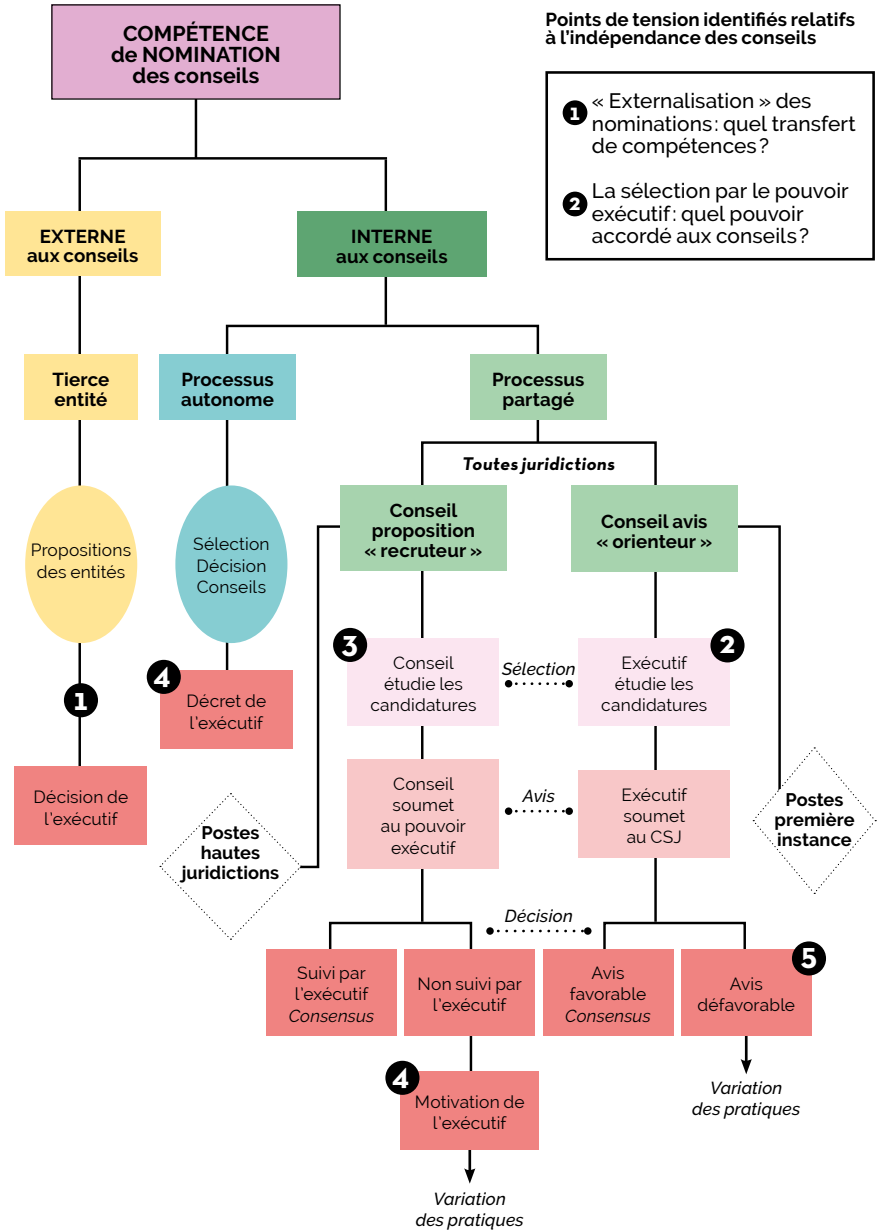 COMPÉTENCE
de NOMINATION
des conseils
Points de tension identifiés relatifs
à l'indépendance des conseils
1 « Externalisation » des
nominations : quel transfert
de compétences ?
2 La sélection par le pouvoir
exécutif : quel pouvoir
accordé aux conseils ?
EXTERNE
aux conseils
INTERNE
aux conseils
Tierce
entité
Processus
autonome
Processus
partagé
Toutes juridictions
Propositions
des entités
Sélection
Décision
Conseils
Conseil
proposition
« recruteur »
Conseil avis
« orienteur »
1
Décision de
l'exécutif
4
Décret de
l'exécutif
3
Conseil
étudie les
candidatures
Sélection
2
Exécutif
étudie les
candidatures
Conseil
soumet
au pouvoir
exécutif
Avis
Exécutif
soumet
au CSJ
Postes
hautes
juridictions
Postes
première
instance
Décision
Suivi par
l'exécutif
Consensus
Non suivi par
l'exécutif
Avis
favorable
Consensus
5
Avis
défavorable
4
Motivation de
l'exécutif
Variation
des pratiques
Variation
des pratiques